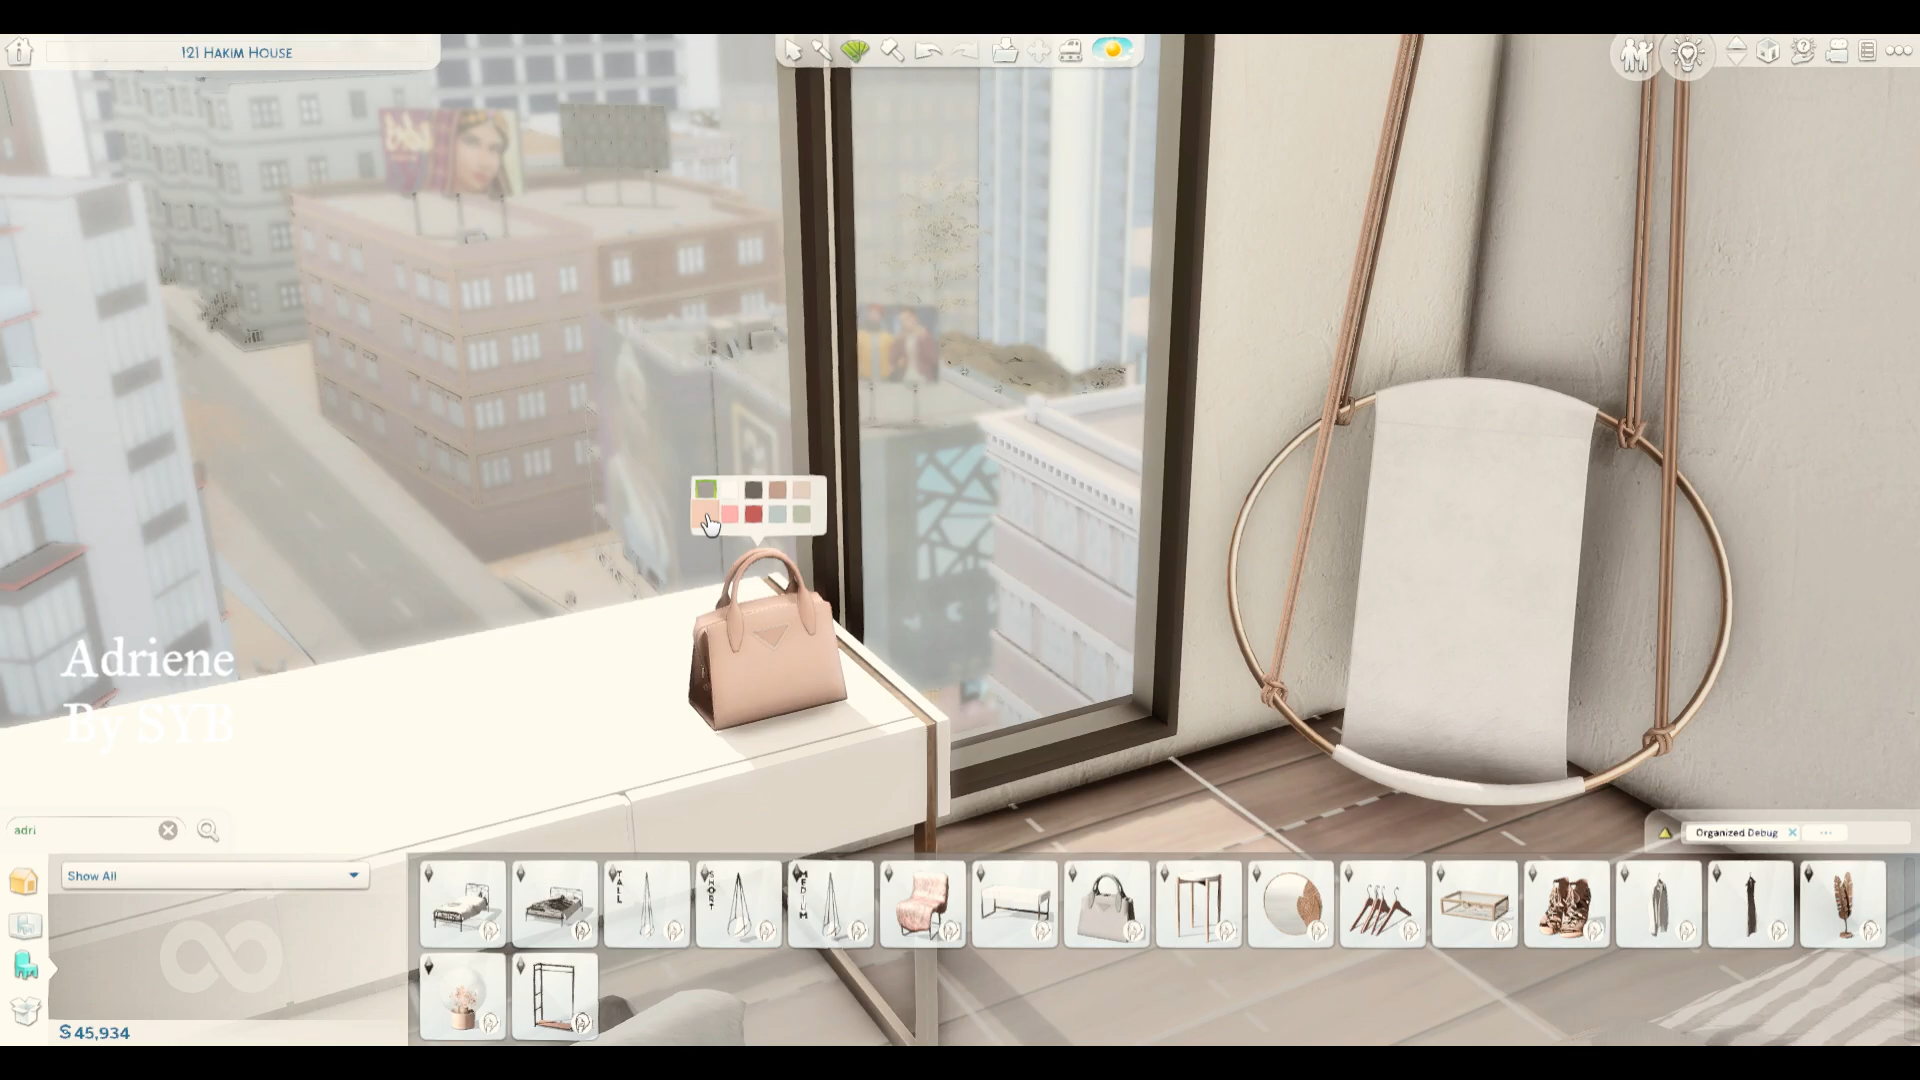 121 HAKIM HOUSE
Adriene
By SYB
adri
Organized Debug
Show All
TALL
SHORT
MEDIUM
§45,934